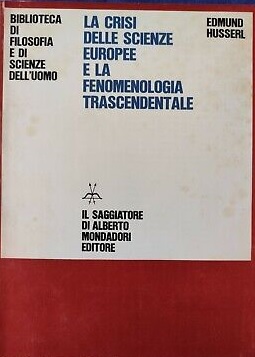 BIBLIOTECA
DI
FILOSOFIA
E DI
SCIENZE
DELL'UOMO
LA CRISI
DELLE SCIENZE
EUROPEE
E LA
FENOMENOLOGIA
TRASCENDENTALE
EDMUND
HUSSERL
IL SAGGIATORE
DI ALBERTO
MONDADORI
EDITORE